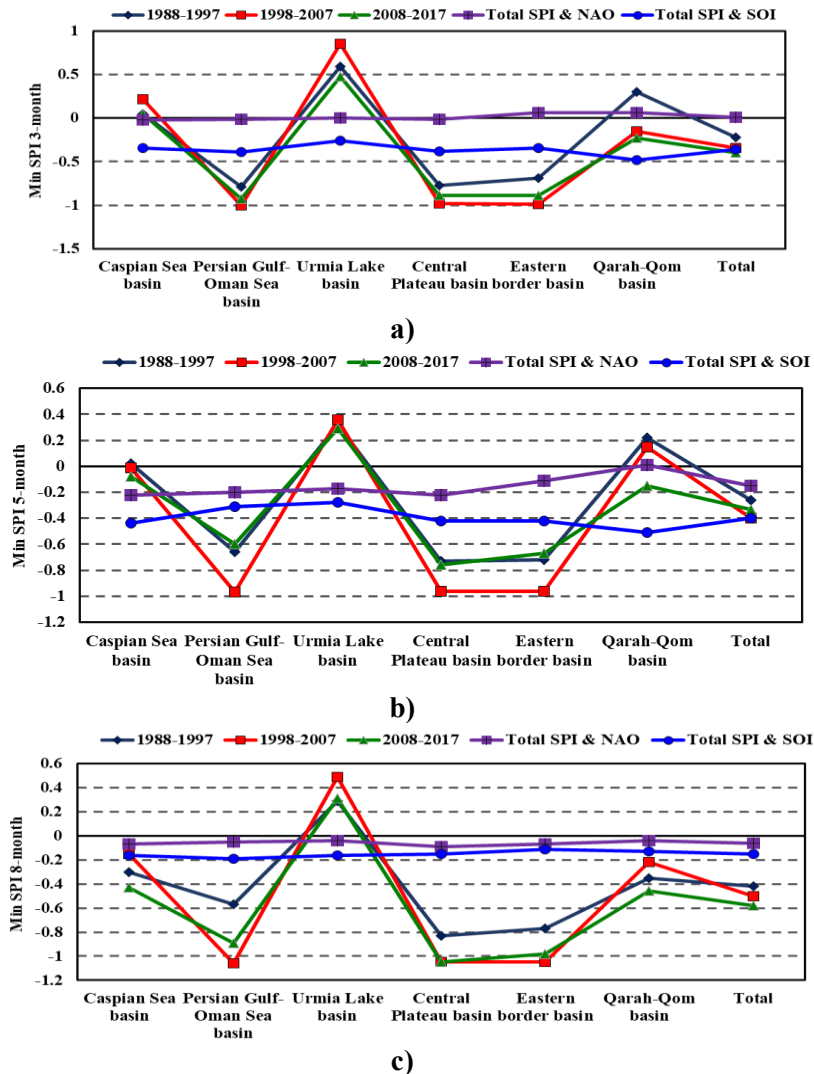 1988-1997 1998-2007 2008-2017 Total SPI & NAO Total SPI & SOI
Min SPI 3-month
1
0.5
0
-0.5
-1
-1.5
Caspian Sea basin
Persian Gulf-Oman Sea basin
Urmia Lake basin
Central Plateau basin
Eastern border basin
Qarah-Qom basin
Total
a)
1988-1997 1998-2007 2008-2017 Total SPI & NAO Total SPI & SOI
Min SPI 5-month
0.6
0.4
0.2
0
-0.2
-0.4
-0.6
-0.8
-1
-1.2
Caspian Sea basin
Persian Gulf-Oman Sea basin
Urmia Lake basin
Central Plateau basin
Eastern border basin
Qarah-Qom basin
Total
b)
1988-1997 1998-2007 2008-2017 Total SPI & NAO Total SPI & SOI
Min SPI 8-month
0.6
0.4
0.2
0
-0.2
-0.4
-0.6
-0.8
-1
-1.2
Caspian Sea basin
Persian Gulf-Oman Sea basin
Urmia Lake basin
Central Plateau basin
Eastern border basin
Qarah-Qom basin
Total
c)